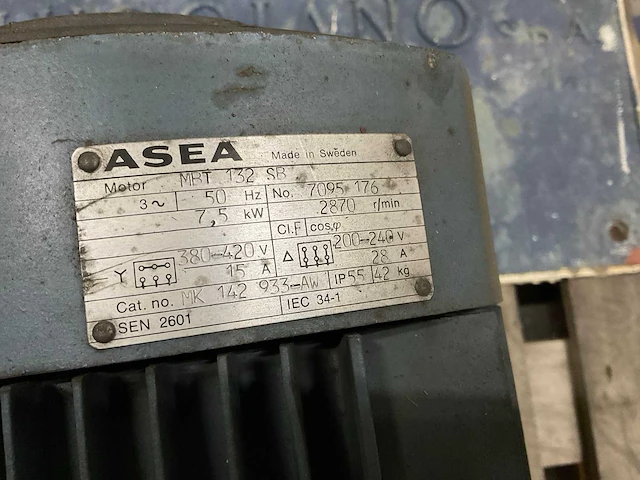 ASEA Made in Sweden
Motor MBT 132 SB
3~ 50 Hz No. 7095 176
7,5 kW 2870 r/min
Cl.F cosφ
Y 380-420 V Δ 200-240 V
15 A 28 A
Cat. no. MK 142 933-AW IP55 42 kg
SEN 2601 IEC 34-1
IANO S.p.A.